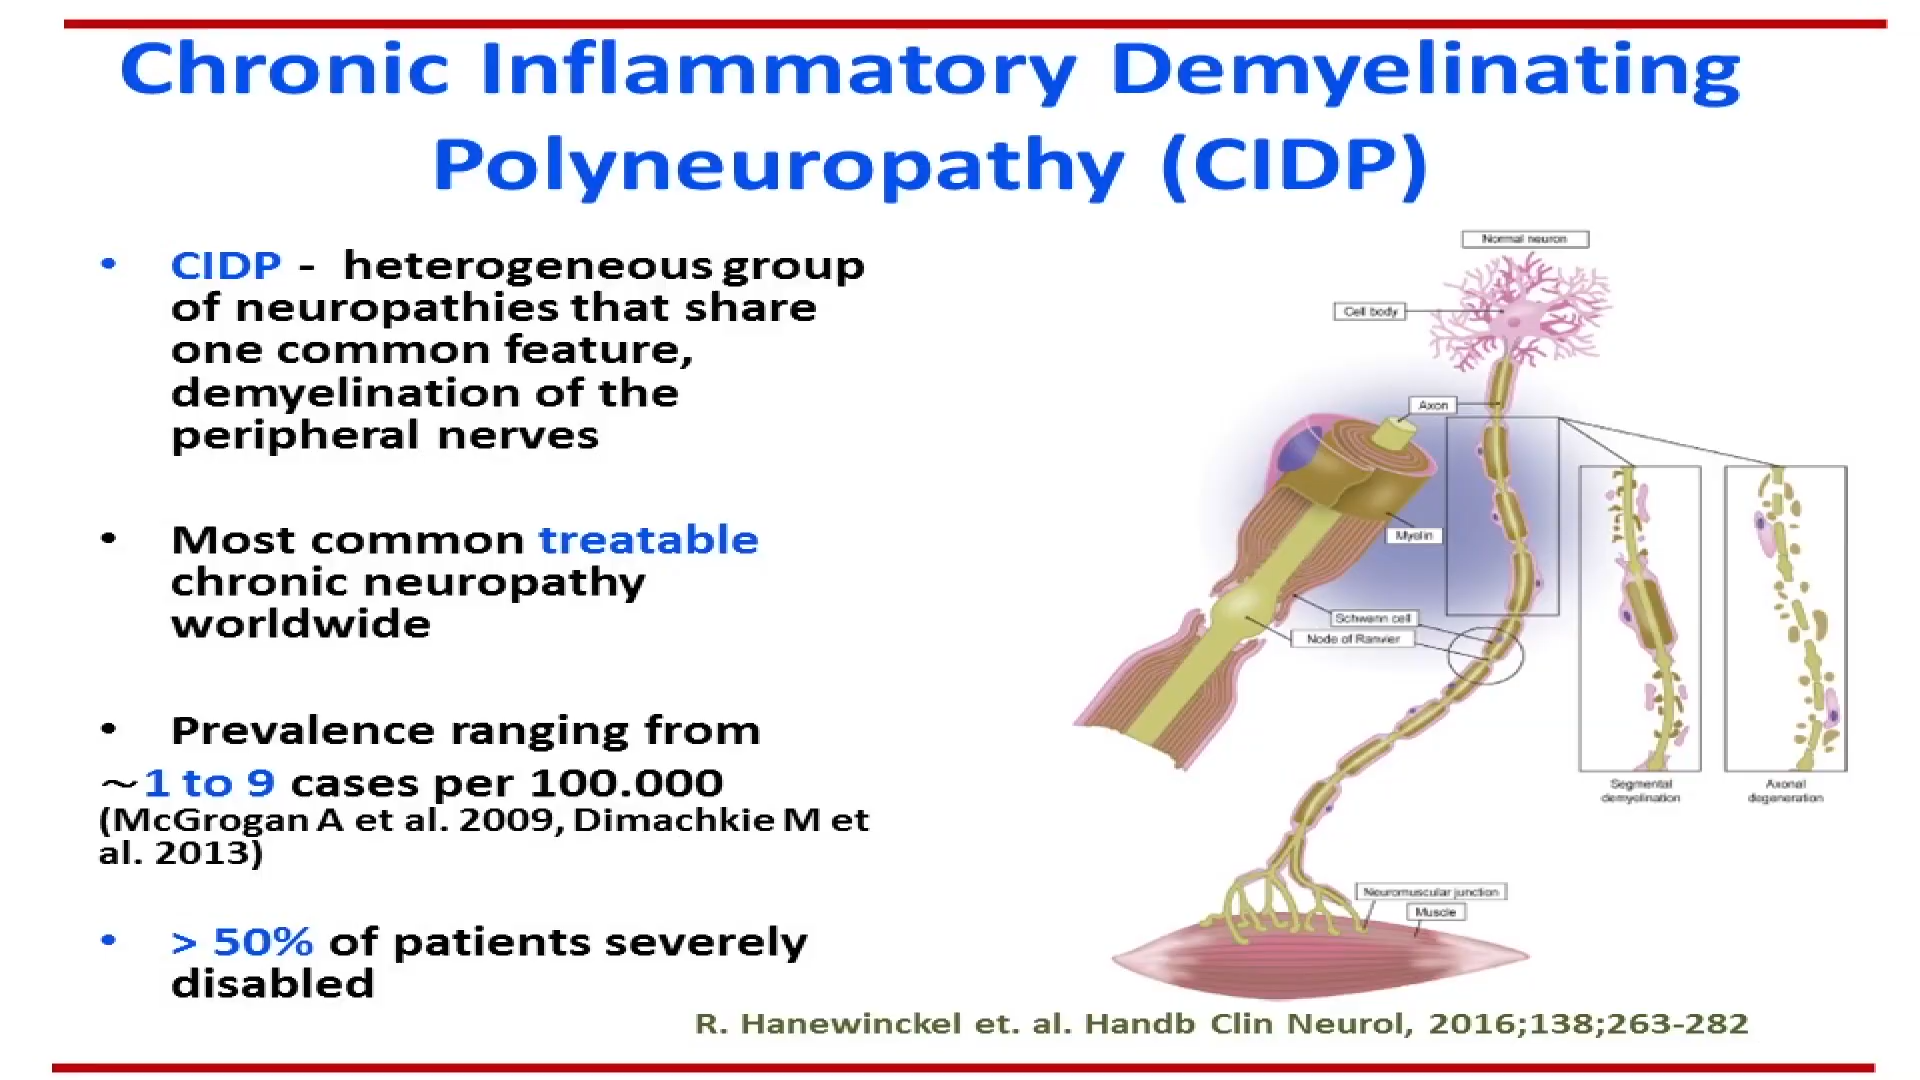 Chronic Inflammatory Demyelinating
Polyneuropathy (CIDP)
• CIDP - heterogeneous group
of neuropathies that share
one common feature,
demyelination of the
peripheral nerves
• Most common treatable
chronic neuropathy
worldwide
• Prevalence ranging from
~1 to 9 cases per 100.000
(McGrogan A et al. 2009, Dimachkie M et
al. 2013)
• > 50% of patients severely
disabled
Normal neuron
Cell body
Axon
Myelin
Schwann cell
Node of Ranvier
Segmental
demyelination
Axonal
degeneration
Neuromuscular junction
Muscle
R. Hanewinckel et. al. Handb Clin Neurol, 2016;138;263-282